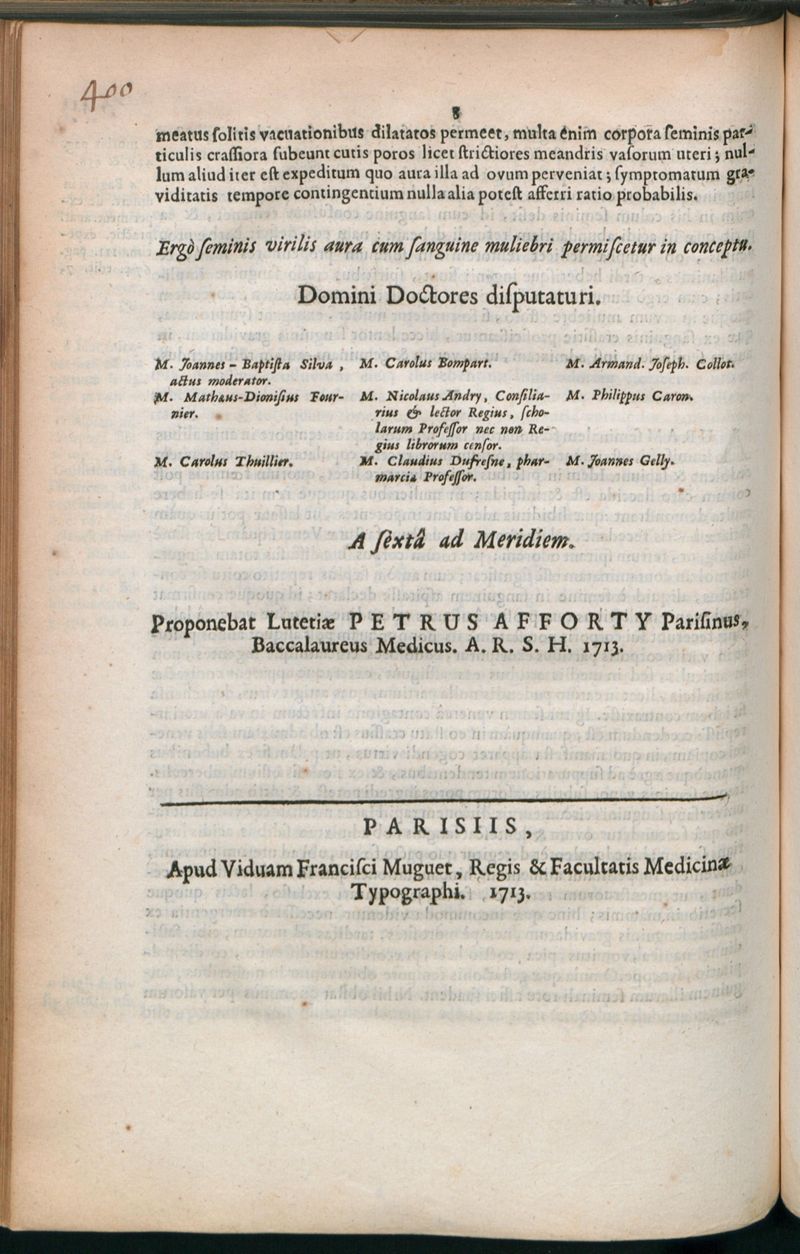 400
8
meatus ſolitis vacuationibus dilatatos permeet, multa enim corpora ſeminis par-
ticulis craſſiora ſubeunt cutis poros licet ſtrictiores meandris vaſorum uteri; nul-
lum aliud iter eſt expeditum quo aura illa ad ovum perveniat; ſymptomatum gra-
viditatis tempore contingentium nulla alia poteſt afferri ratio probabilis.
Ergò ſeminis virilis aura cum ſanguine muliebri permiſcetur in conceptu.
Domini Doctores diſputaturi.
M. Joannes-Baptiſta Silva, M. Carolus Bompart. M. Armand. Joſeph. Collot.
actus moderator.
M. Mathæus-Dioniſius Four- M. Nicolaus Andry, Conſilia- M. Philippus Caron.
nier. rius & lector Regius, ſcho-
larum Profeſſor nec non Re-
gius librorum cenſor.
M. Carolus Thuillier. M. Claudius Dufreſne, phar- M. Joannes Gelly.
marciæ Profeſſor.
A ſextâ ad Meridiem.
Proponebat Lutetiæ PETRUS AFFORTY Pariſinus,
Baccalaureus Medicus. A. R. S. H. 1713.
PARISIIS,
Apud Viduam Franciſci Muguet, Regis & Facultatis Medicinæ
Typographi. 1713.